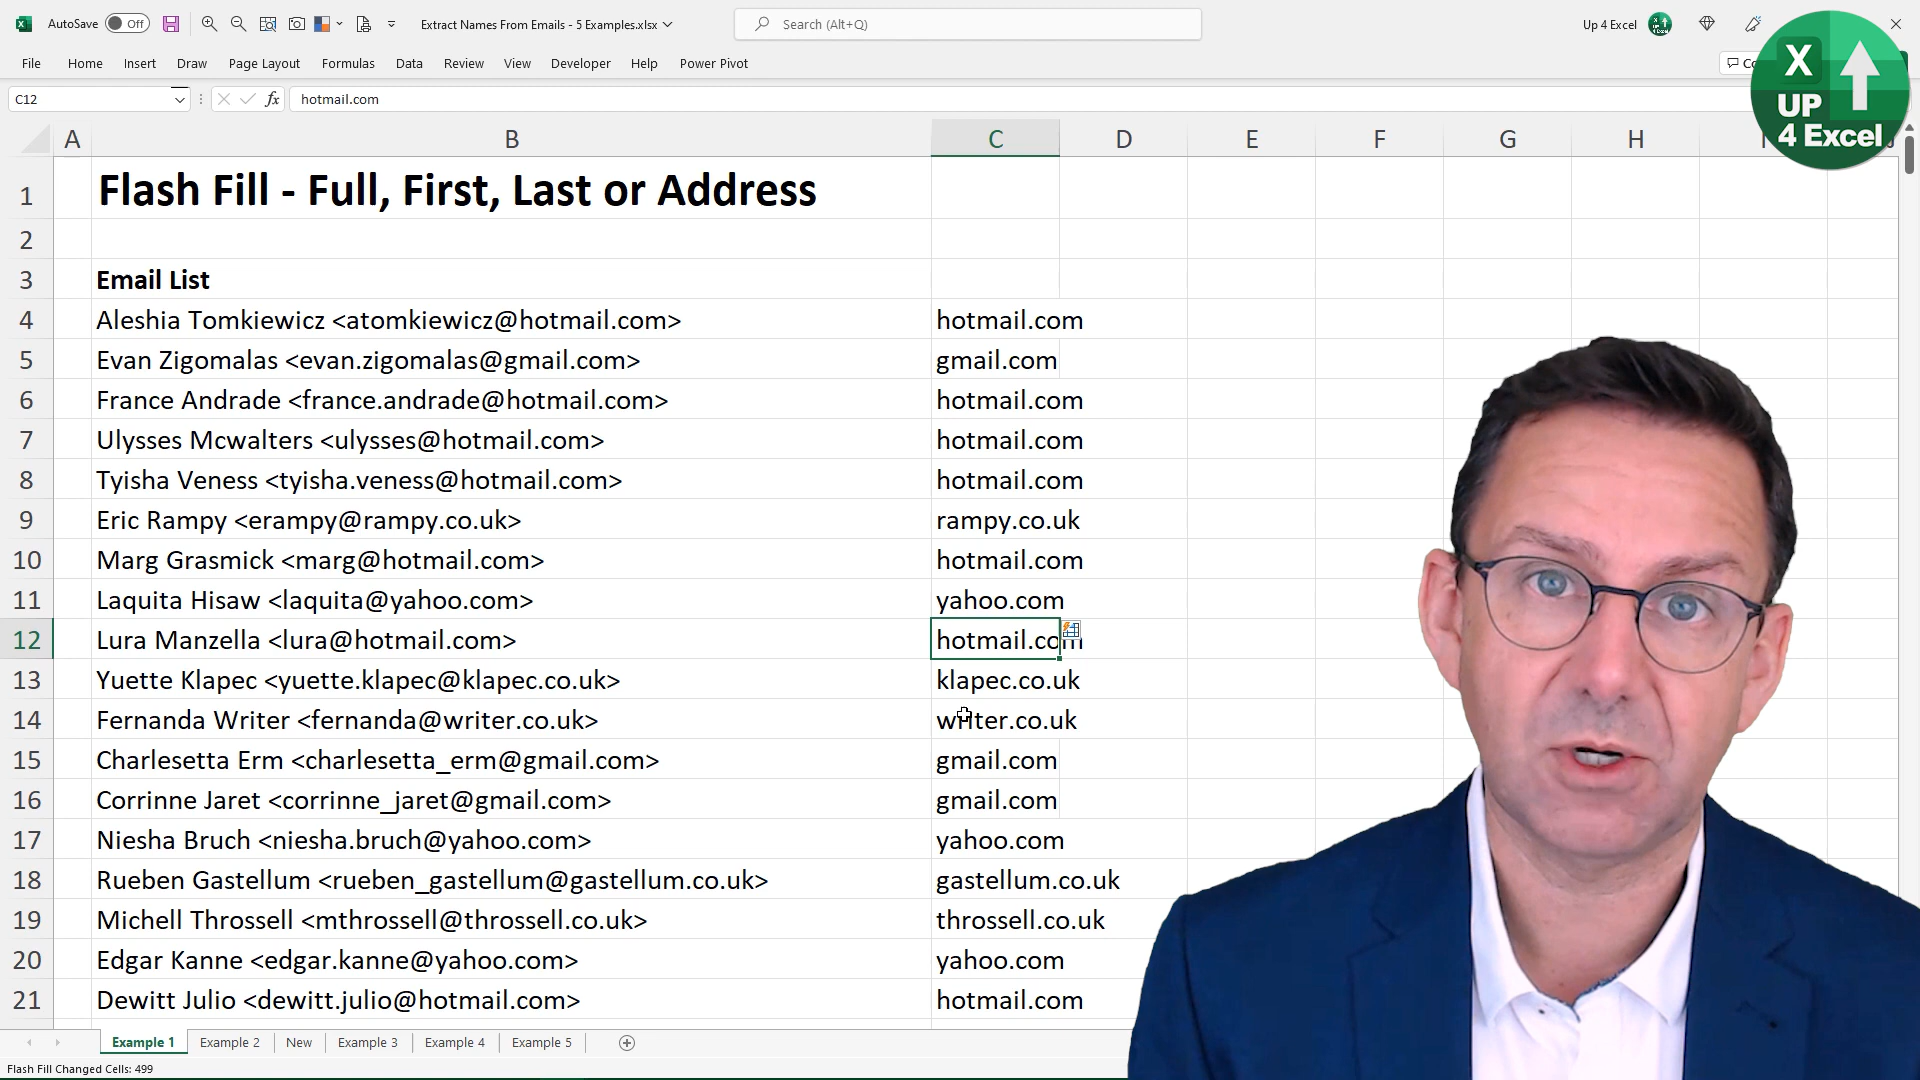 AutoSave Off
Extract Names From Emails - 5 Examples.xlsx
Search (Alt+Q)
Up 4 Excel
File Home Insert Draw Page Layout Formulas Data Review View Developer Help Power Pivot
X
UP
4 Excel
C12
fx
hotmail.com
A B C D E F G H
1 Flash Fill - Full, First, Last or Address
2
3 Email List
4 Aleshia Tomkiewicz <atomkiewicz@hotmail.com> hotmail.com
5 Evan Zigomalas <evan.zigomalas@gmail.com> gmail.com
6 France Andrade <france.andrade@hotmail.com> hotmail.com
7 Ulysses Mcwalters <ulysses@hotmail.com> hotmail.com
8 Tyisha Veness <tyisha.veness@hotmail.com> hotmail.com
9 Eric Rampy <erampy@rampy.co.uk> rampy.co.uk
10 Marg Grasmick <marg@hotmail.com> hotmail.com
11 Laquita Hisaw <laquita@yahoo.com> yahoo.com
12 Lura Manzella <lura@hotmail.com> hotmail.com
13 Yuette Klapec <yuette.klapec@klapec.co.uk> klapec.co.uk
14 Fernanda Writer <fernanda@writer.co.uk> writer.co.uk
15 Charlesetta Erm <charlesetta_erm@gmail.com> gmail.com
16 Corrinne Jaret <corrinne_jaret@gmail.com> gmail.com
17 Niesha Bruch <niesha.bruch@yahoo.com> yahoo.com
18 Rueben Gastellum <rueben_gastellum@gastellum.co.uk> gastellum.co.uk
19 Michell Throssell <mthrossell@throssell.co.uk> throssell.co.uk
20 Edgar Kanne <edgar.kanne@yahoo.com> yahoo.com
21 Dewitt Julio <dewitt.julio@hotmail.com> hotmail.com
Example 1 Example 2 New Example 3 Example 4 Example 5
Flash Fill Changed Cells: 499